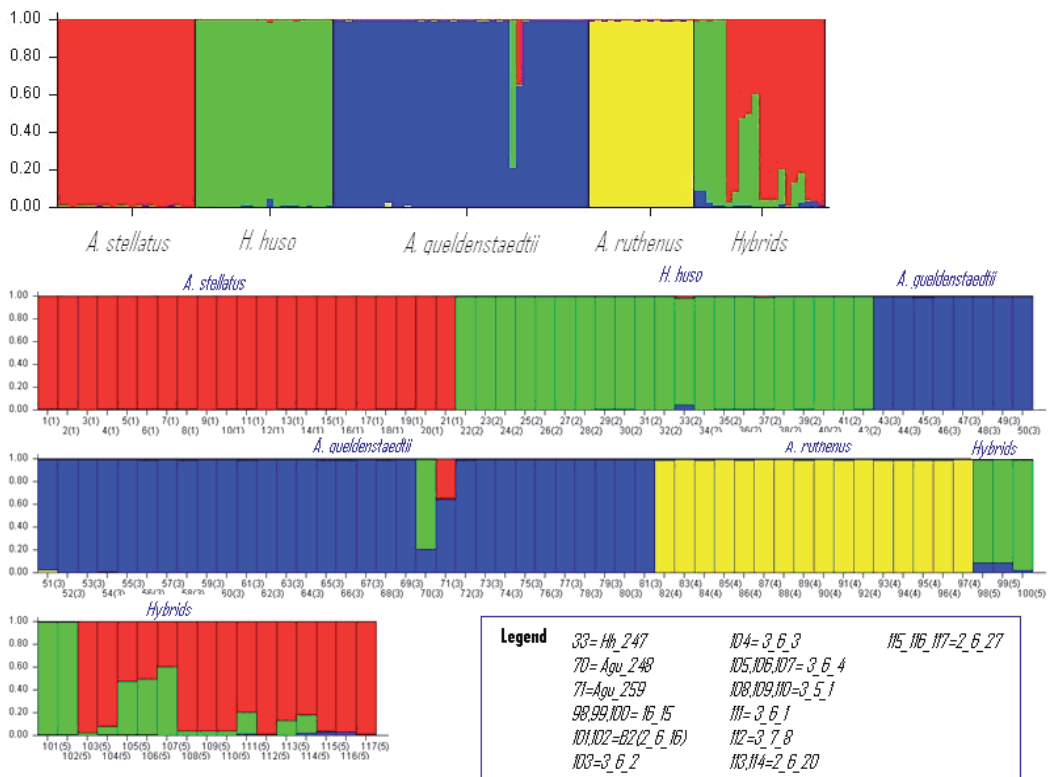 1.00
0.80
0.60
0.40
0.20
0.00
A. stellatus H. huso A. gueldenstaedtii A. ruthenus Hybrids
A. stellatus H. huso A. gueldenstaedtii
1.00
0.80
0.60
0.40
0.20
0.00
1(1) 3(1) 5(1) 7(1) 9(1) 11(1) 13(1) 15(1) 17(1) 19(1) 21(1) 23(2) 25(2) 27(2) 29(2) 31(2) 33(2) 35(2) 37(2) 39(2) 41(2) 43(3) 45(3) 47(3) 49(3)
2(1) 4(1) 6(1) 8(1) 10(1) 12(1) 14(1) 16(1) 18(1) 20(1) 22(2) 24(2) 26(2) 28(2) 30(2) 32(2) 34(2) 36(2) 38(2) 40(2) 42(2) 44(3) 46(3) 48(3) 50(3)
A. gueldenstaedtii A. ruthenus Hybrids
1.00
0.80
0.60
0.40
0.20
0.00
51(3) 53(3) 55(3) 57(3) 59(3) 61(3) 63(3) 65(3) 67(3) 69(3) 71(3) 73(3) 75(3) 77(3) 79(3) 81(3) 83(4) 85(4) 87(4) 89(4) 91(4) 93(4) 95(4) 97(4) 99(5)
52(3) 54(3) 56(3) 58(3) 60(3) 62(3) 64(3) 66(3) 68(3) 70(3) 72(3) 74(3) 76(3) 78(3) 80(3) 82(4) 84(4) 86(4) 88(4) 90(4) 92(4) 94(4) 96(4) 98(5) 100(5)
Hybrids
1.00
0.80
0.60
0.40
0.20
0.00
101(5) 103(5) 105(5) 107(5) 109(5) 111(5) 113(5) 115(5) 117(5)
102(5) 104(5) 106(5) 108(5) 110(5) 112(5) 114(5) 116(5)
Legend 33= Hh_247 104= 3_6_3 115_116_117=2_6_27
70= Agu_248 105,106,107= 3_6_4
71=Agu_259 108,109,110=3_5_1
98,99,100= 16_15 111= 3_6_1
101,102=B2(2_6_16) 112=3_7_8
103=3_6_2 113,114=2_6_20